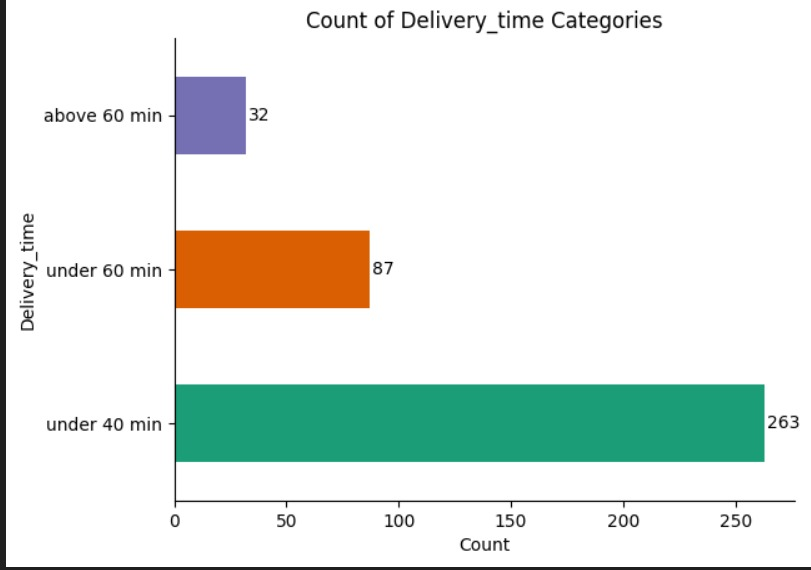 Count of Delivery_time Categories
above 60 min
32
Delivery_time
under 60 min
87
under 40 min
263
0 50 100 150 200 250
Count